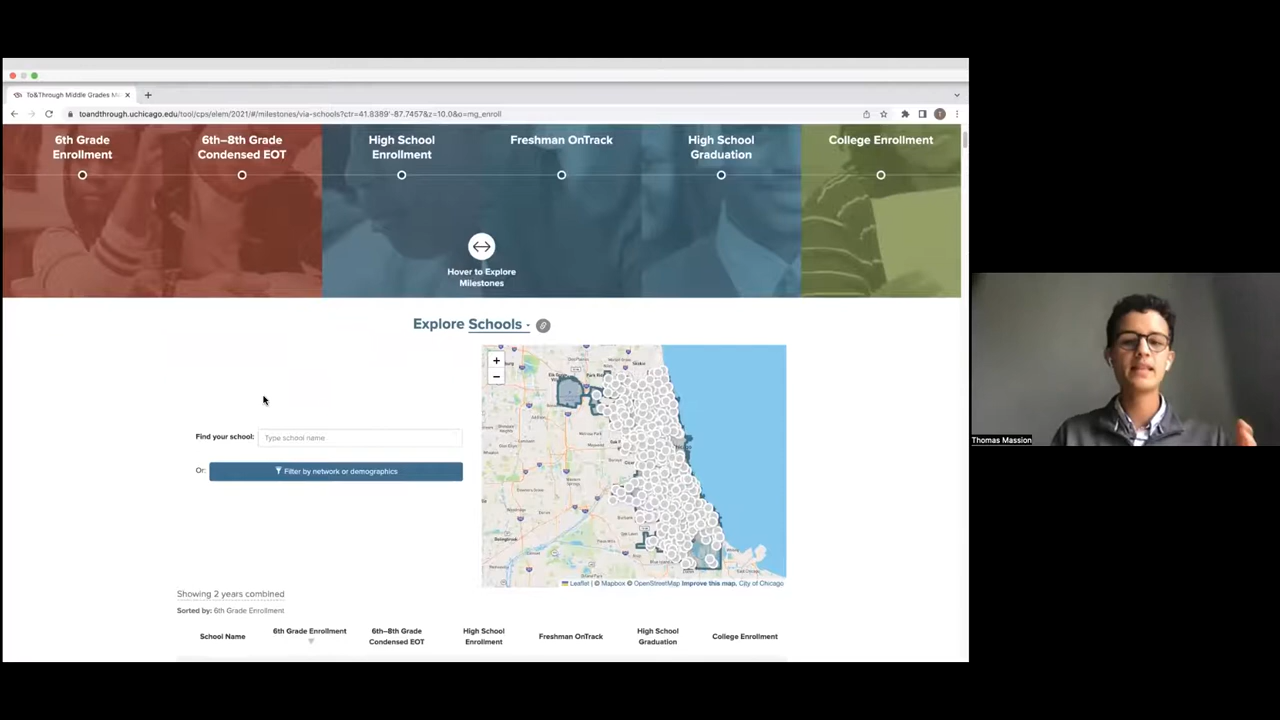 To&Through Middle Grades M
toandthrough.uchicago.edu/tool/cps/elem/2021/#/milestones/via-schools?ctr=41.8389'-87.7457&z=10.0&o=mg_enroll
T
6th Grade
Enrollment
6th–8th Grade
Condensed EOT
High School
Enrollment
Freshman OnTrack
High School
Graduation
College Enrollment
Hover to Explore
Milestones
Explore Schools -
+
−
Find your school: Type school name
Or: Filter by network or demographics
Leaflet | © Mapbox © OpenStreetMap Improve this map, City of Chicago
Showing 2 years combined
Sorted by: 6th Grade Enrollment
School Name
6th Grade Enrollment
6th–8th Grade
Condensed EOT
High School
Enrollment
Freshman OnTrack
High School
Graduation
College Enrollment
Thomas Massion